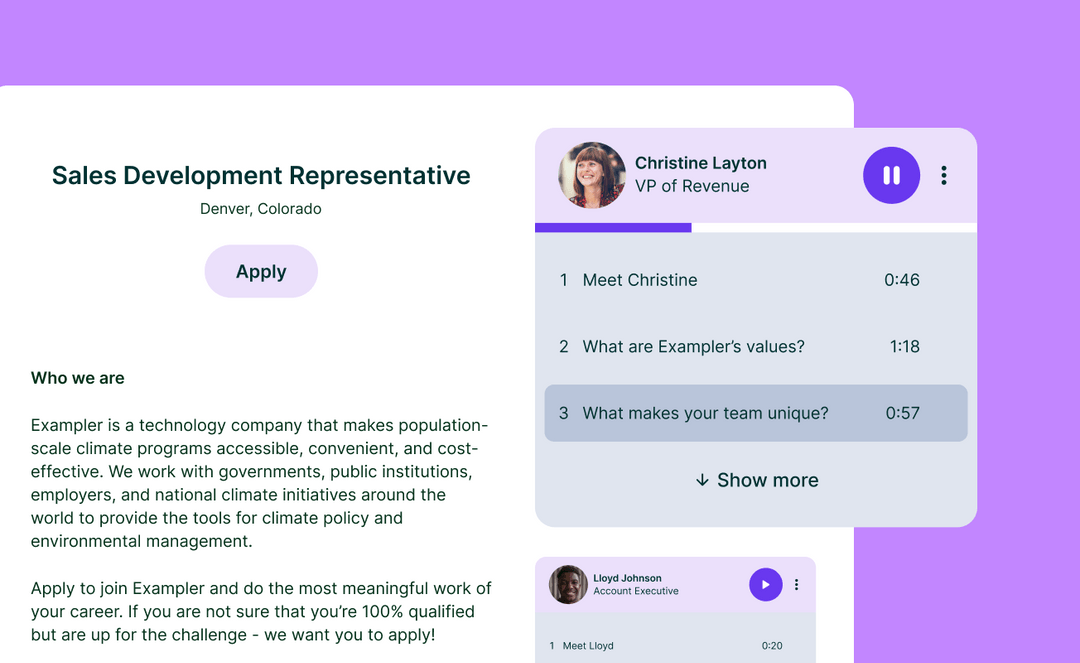 Sales Development Representative
Denver, Colorado
Apply
Who we are
Exampler is a technology company that makes population-
scale climate programs accessible, convenient, and cost-
effective. We work with governments, public institutions,
employers, and national climate initiatives around the
world to provide the tools for climate policy and
environmental management.
Apply to join Exampler and do the most meaningful work of
your career. If you are not sure that you’re 100% qualified
but are up for the challenge - we want you to apply!
Christine Layton
VP of Revenue
1 Meet Christine 0:46
2 What are Exampler’s values? 1:18
3 What makes your team unique? 0:57
↓ Show more
Lloyd Johnson
Account Executive
1 Meet Lloyd 0:20